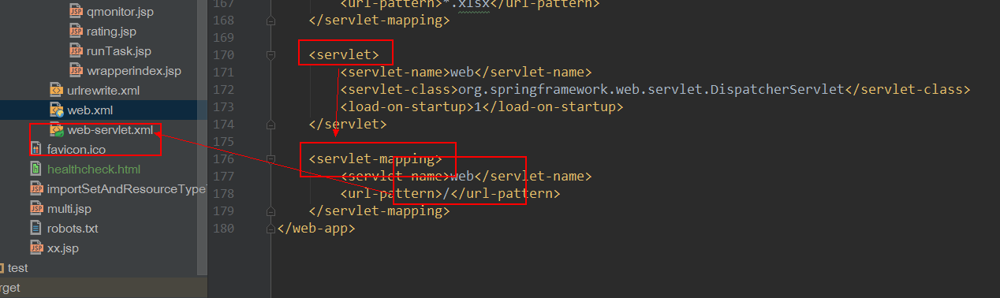 qmonitor.jsp
rating.jsp
runTask.jsp
wrapperindex.jsp
urlrewrite.xml
web.xml
web-servlet.xml
favicon.ico
healthcheck.html
importSetAndResourceType
multi.jsp
robots.txt
xx.jsp
test
rget
167 <url-pattern>*.xlsx</url-pattern>
168 </servlet-mapping>
169
170 <servlet>
171 <servlet-name>web</servlet-name>
172 <servlet-class>org.springframework.web.servlet.DispatcherServlet</servlet-class>
173 <load-on-startup>1</load-on-startup>
174 </servlet>
175
176 <servlet-mapping>
177 <servlet-name>web</servlet-name>
178 <url-pattern>/</url-pattern>
179 </servlet-mapping>
180 </web-app>